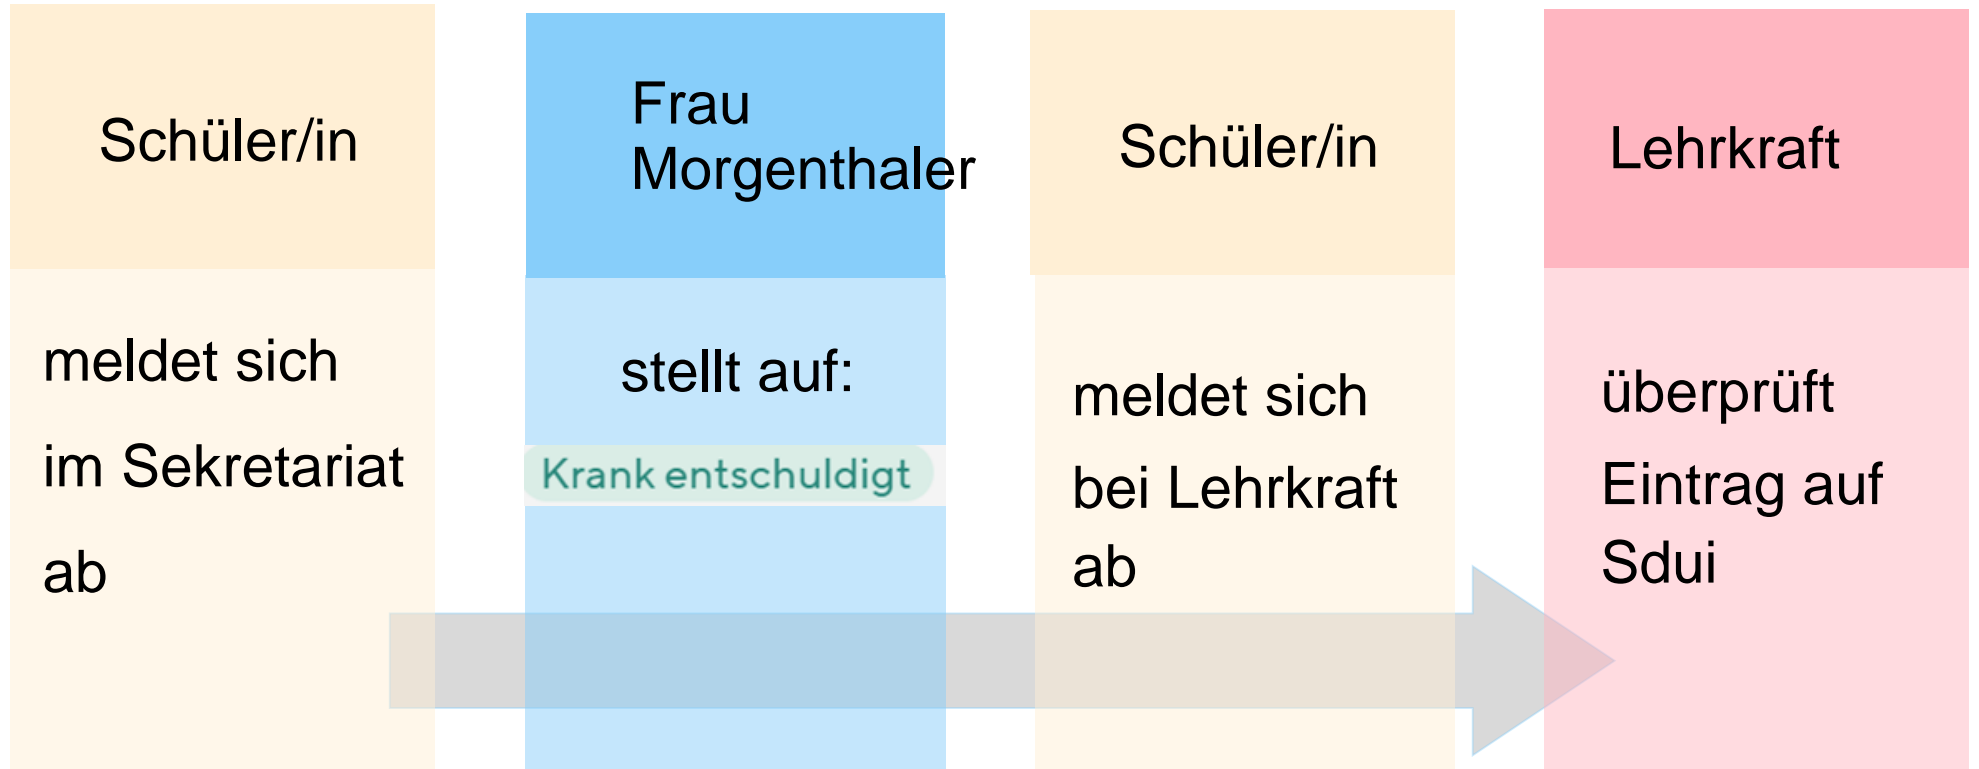 Schüler/in
meldet sich
im Sekretariat
ab
Frau
Morgenthaler
stellt auf:
Krank entschuldigt
Schüler/in
meldet sich
bei Lehrkraft
ab
Lehrkraft
überprüft
Eintrag auf
Sdui